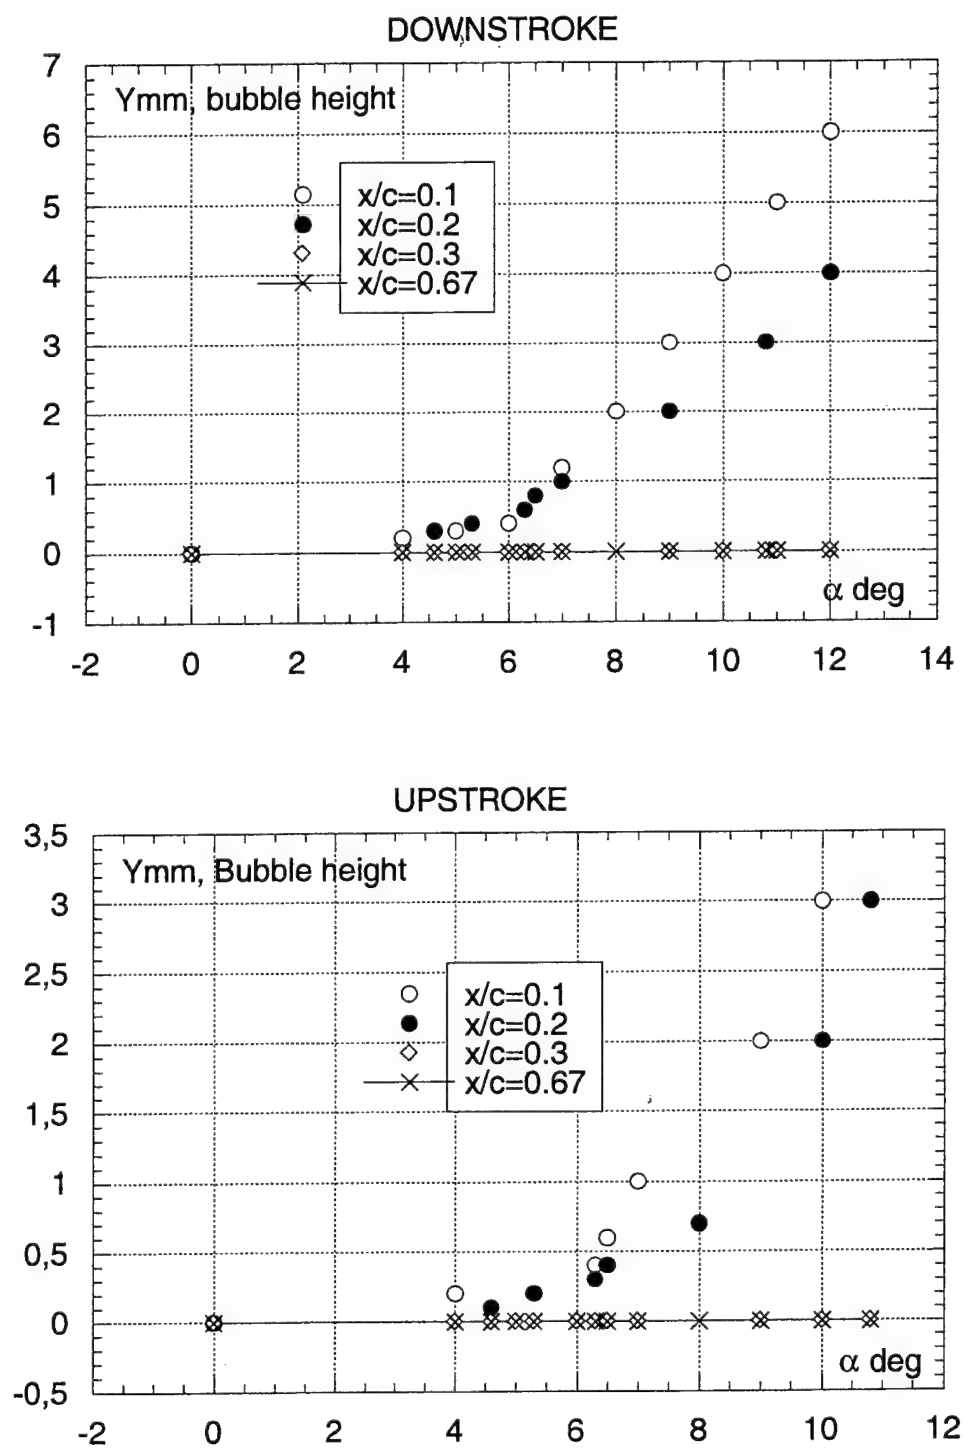 DOWNSTROKE
7
Ymm, bubble height
6
x/c=0.1
5
x/c=0.2
x/c=0.3
4
x/c=0.67
3
2
1
0
α deg
-1
-2 0 2 4 6 8 10 12 14
UPSTROKE
3,5
Ymm, Bubble height
3
2,5
x/c=0.1
x/c=0.2
2
x/c=0.3
x/c=0.67
1,5
1
0,5
0
α deg
-0,5
-2 0 2 4 6 8 10 12